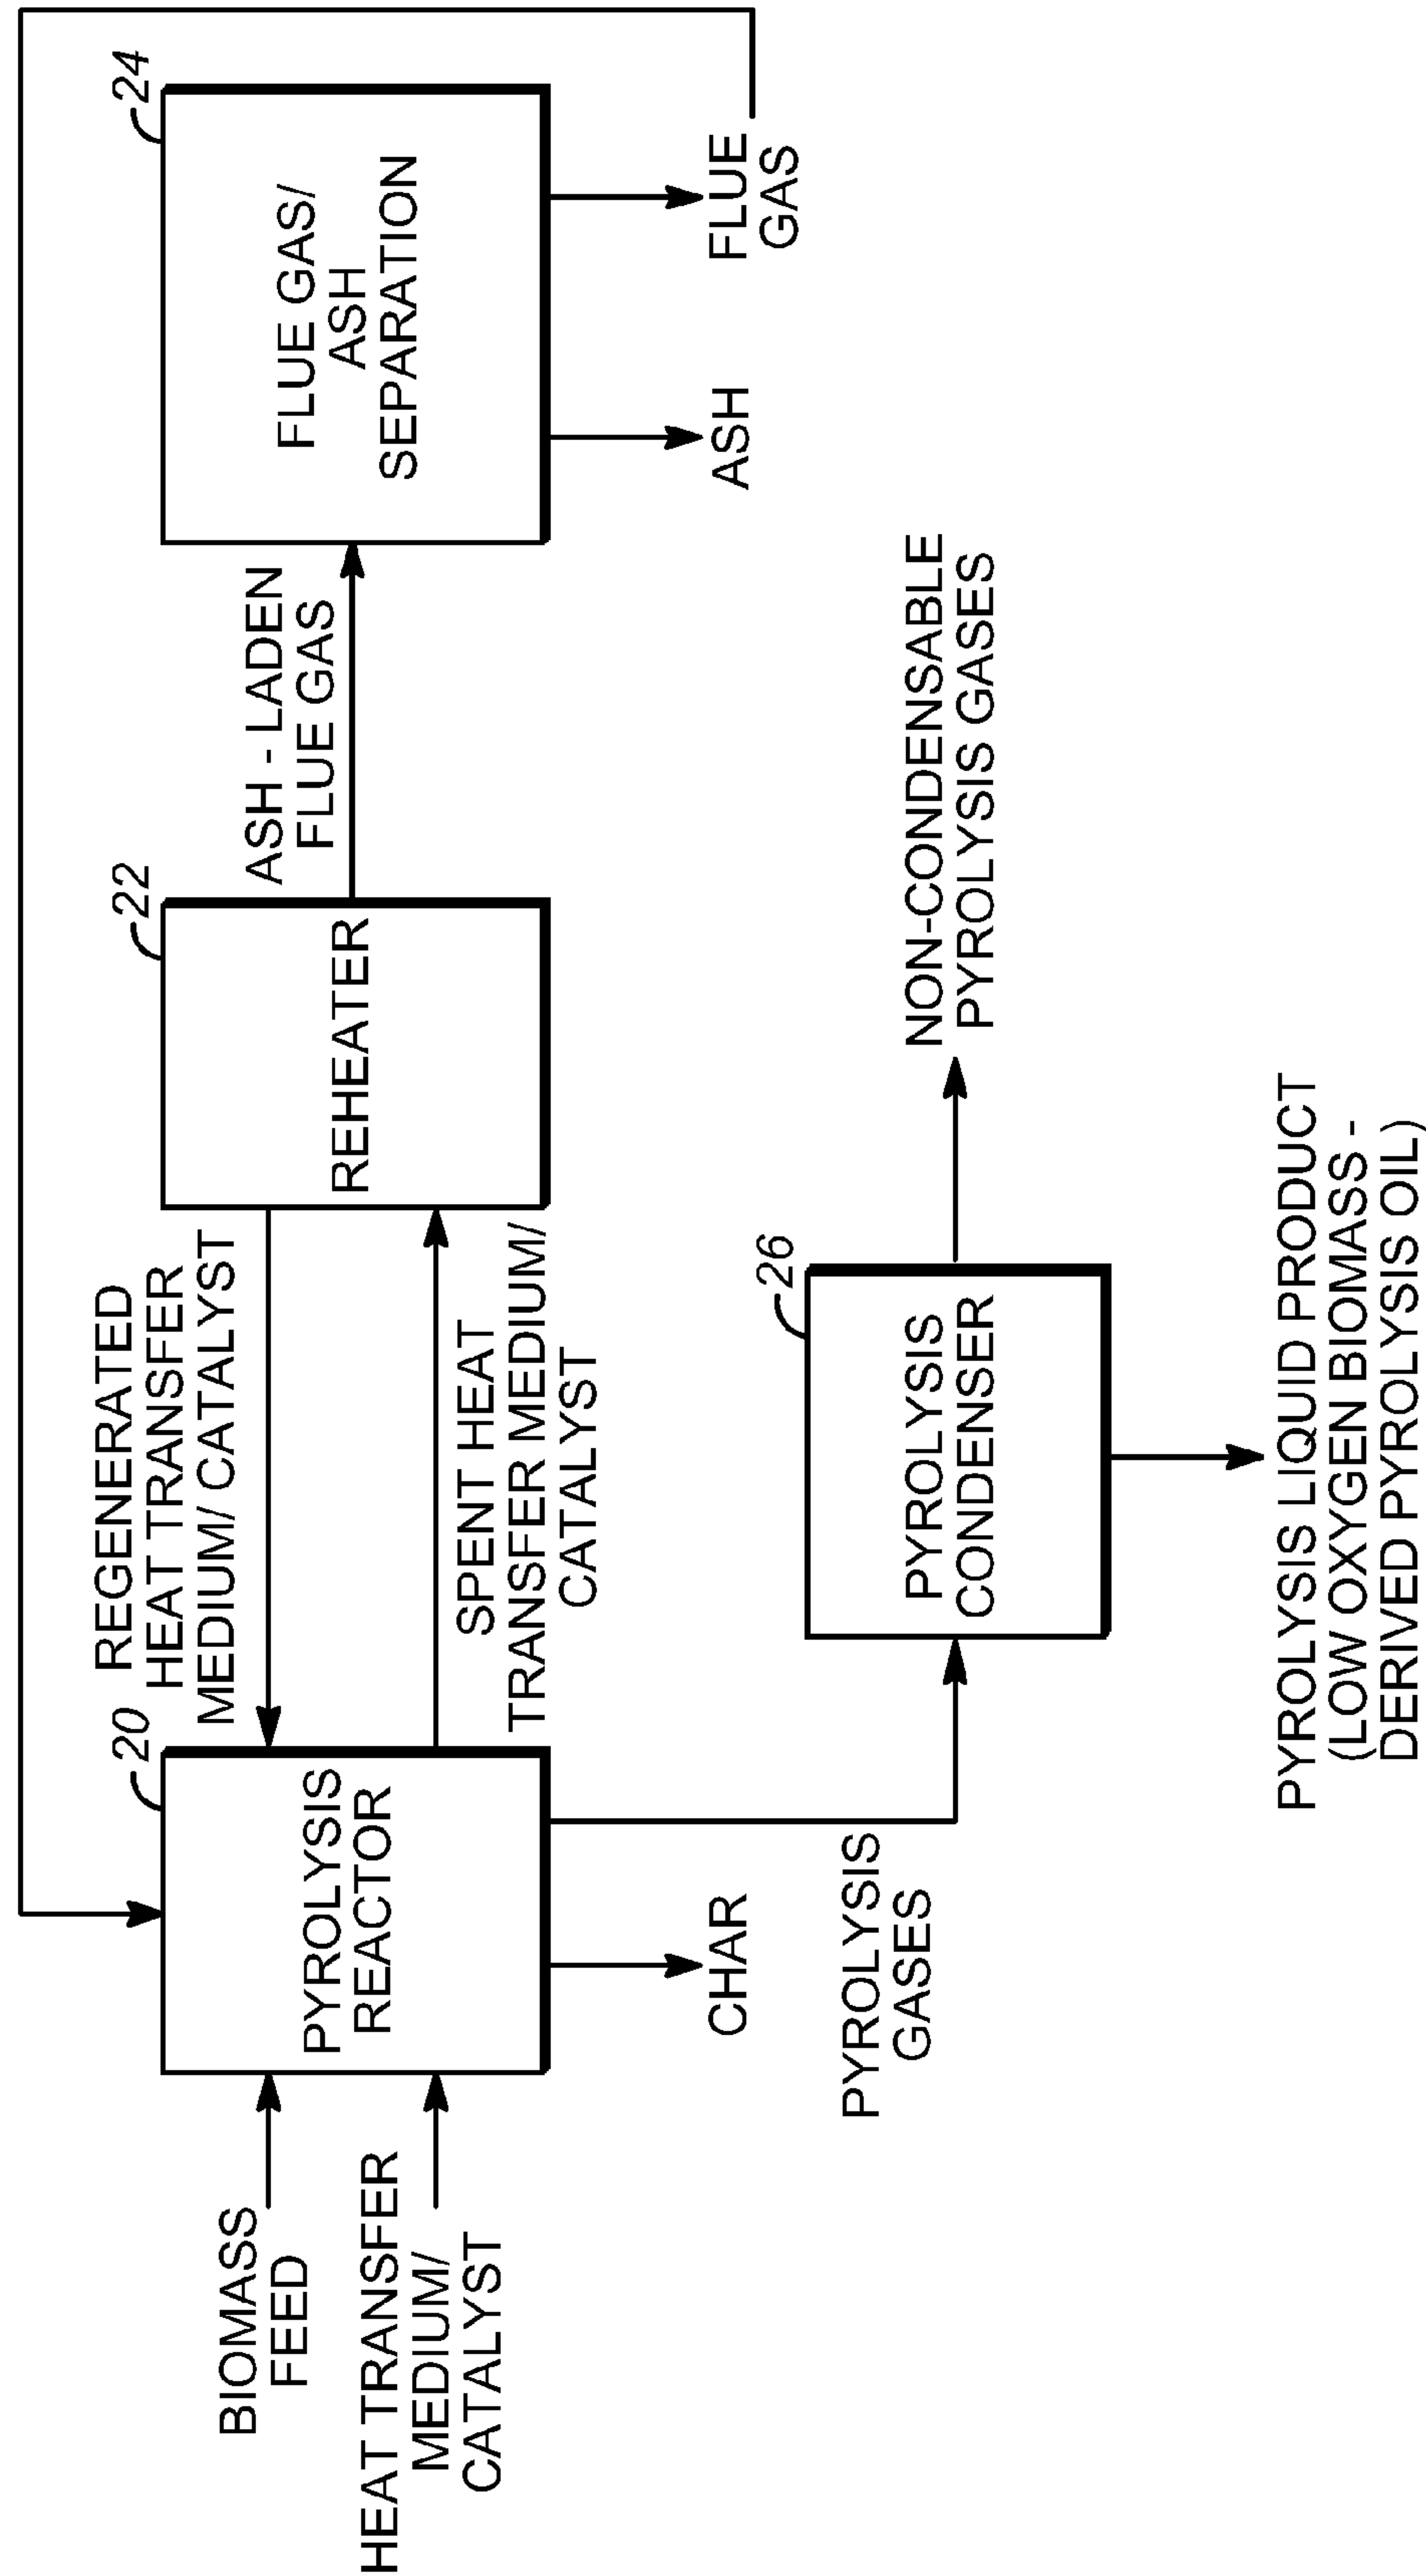 BIOMASS
FEED
HEAT TRANSFER
MEDIUM/
CATALYST
20
PYROLYSIS
REACTOR
REGENERATED
HEAT TRANSFER
MEDIUM/ CATALYST
SPENT HEAT
TRANSFER MEDIUM/
CATALYST
22
REHEATER
ASH - LADEN
FLUE GAS
24
FLUE GAS/
ASH
SEPARATION
CHAR
ASH
FLUE
GAS
PYROLYSIS
GASES
26
PYROLYSIS
CONDENSER
NON-CONDENSABLE
PYROLYSIS GASES
PYROLYSIS LIQUID PRODUCT
(LOW OXYGEN BIOMASS -
DERIVED PYROLYSIS OIL)